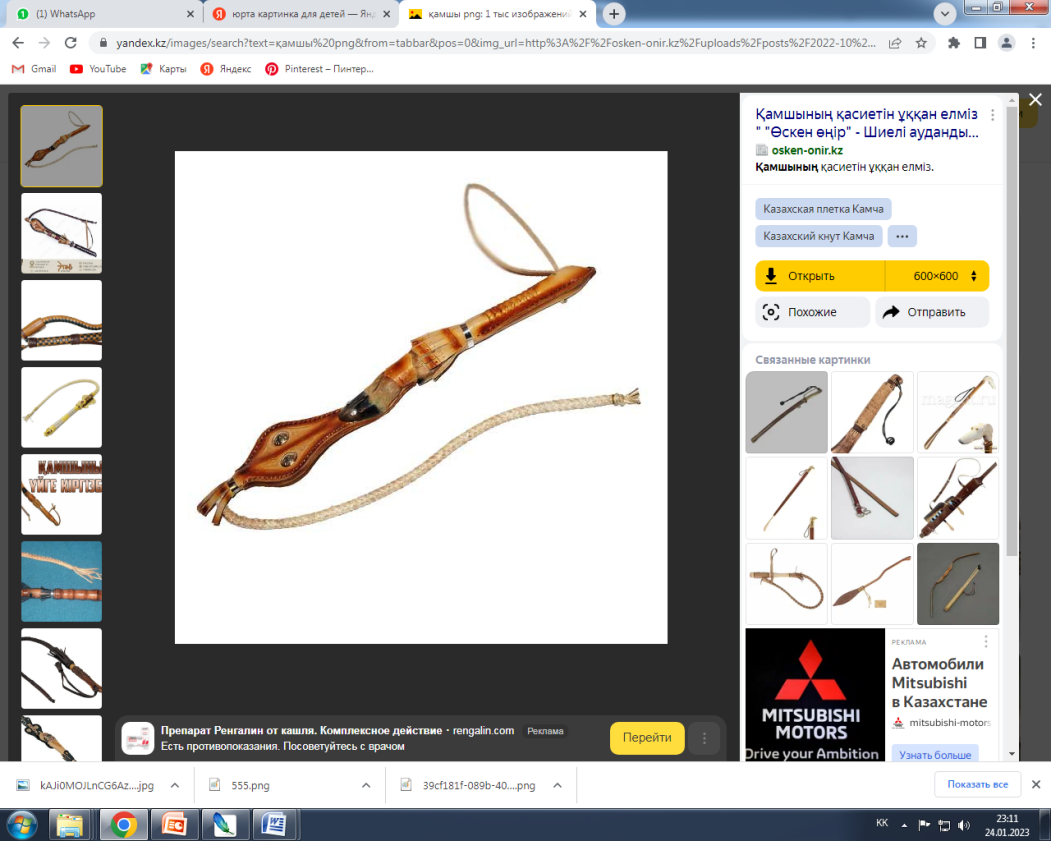 (1) WhatsApp
юрта картинка для детей — Янд
қамшы png: 1 тыс изображений
yandex.kz/images/search?text=қамшы%20png&from=tabbar&pos=0&img_url=http%3A%2F%2Fosken-onir.kz%2Fuploads%2Fposts%2F2022-10%2...
Gmail
YouTube
Карты
Яндекс
Pinterest – Пинтер...
ҚАМШЫНЫ
ҮЙГЕ КІРГІЗБ
Қамшының қасиетін ұққан елміз
" "Өскен өңір" - Шиелі ауданды...
osken-onir.kz
Қамшының қасиетін ұққан елміз.
Казахская плетка Камча
Казахский кнут Камча
Открыть
600×600
Похожие
Отправить
Связанные картинки
РЕКЛАМА
Автомобили
Mitsubishi
в Казахстане
mitsubishi-motors
Узнать больше
MITSUBISHI
MOTORS
Drive your Ambition
Препарат Ренгалин от кашля. Комплексное действие · rengalin.com Реклама
Есть противопоказания. Посоветуйтесь с врачом
Перейти
kAJi0MOJLnCG6Az....jpg
555.png
39cf181f-089b-40....png
Показать все
KK
23:11
24.01.2023